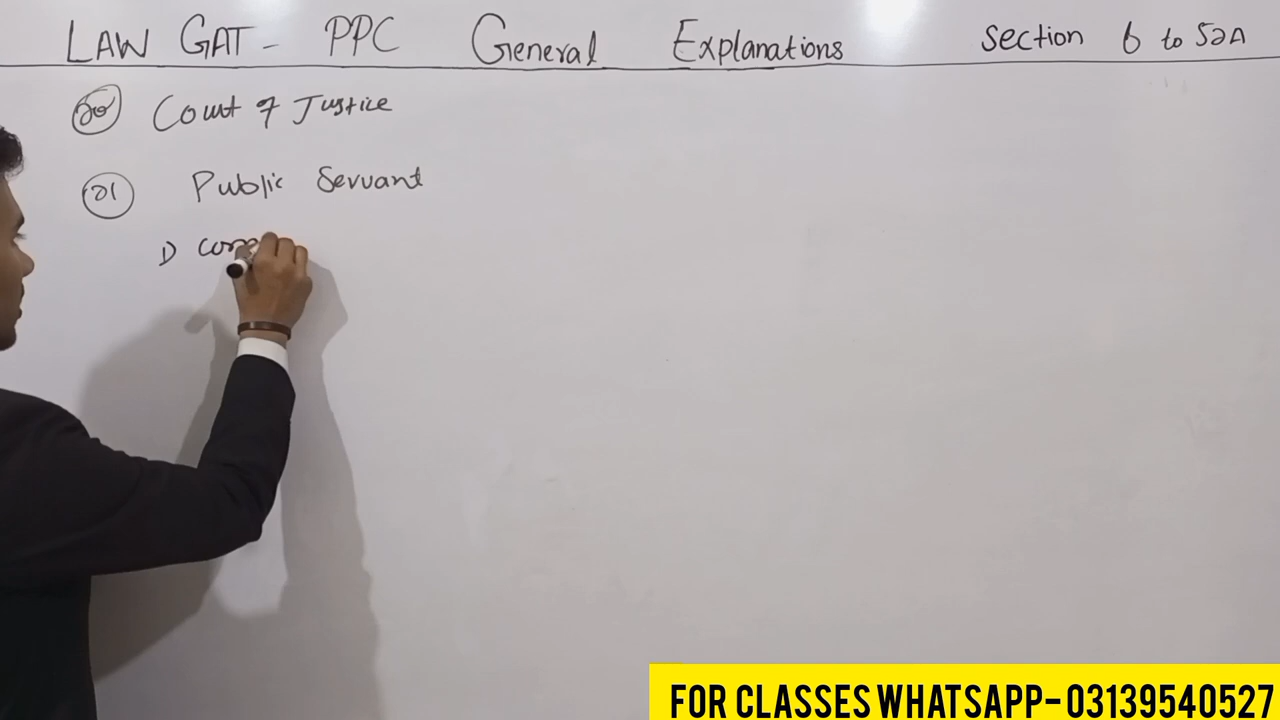 LAW GAT - PPC General Explanations Section 6 to 52A
20 Court of Justice
21 Public Servant
1)
FOR CLASSES WHATSAPP- 03139540527